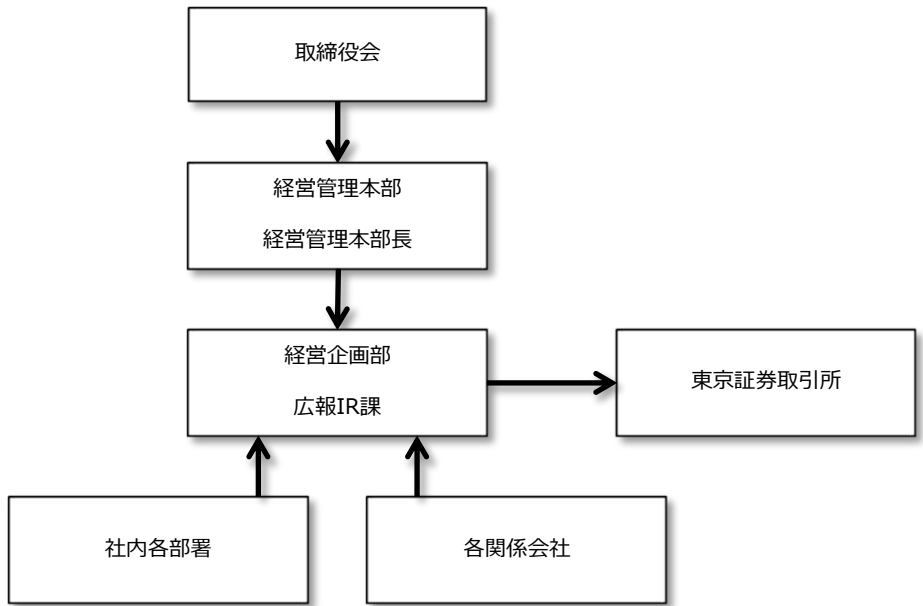 取締役会
経営管理本部
経営管理本部長
経営企画部
広報IR課
東京証券取引所
社内各部署
各関係会社